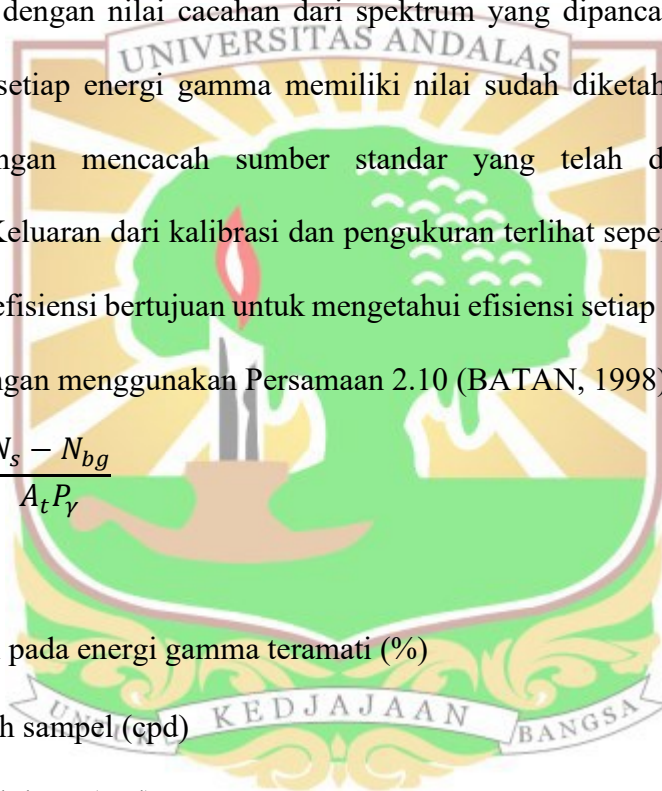 dengan nilai cacahan dari spektrum yang dipanca
UNIVERSITAS ANDALAS
setiap energi gamma memiliki nilai sudah diketah
ngan mencacah sumber standar yang telah d
Keluaran dari kalibrasi dan pengukuran terlihat sepe
efisiensi bertujuan untuk mengetahui efisiensi setiap
ngan menggunakan Persamaan 2.10 (BATAN, 1998)
N_s − N_bg
A_t P_γ
pada energi gamma teramati (%)
h sampel (cpd)
UNTUK KEDJAJAAN BANGSA